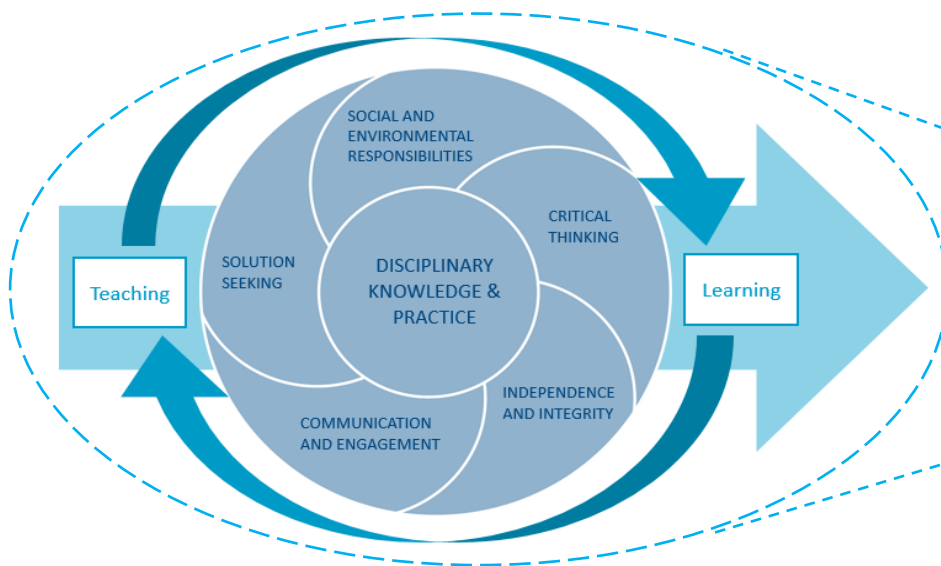 SOCIAL AND
ENVIRONMENTAL
RESPONSIBILITIES
CRITICAL
THINKING
SOLUTION
SEEKING
DISCIPLINARY
KNOWLEDGE &
PRACTICE
Teaching
Learning
INDEPENDENCE
AND INTEGRITY
COMMUNICATION
AND ENGAGEMENT